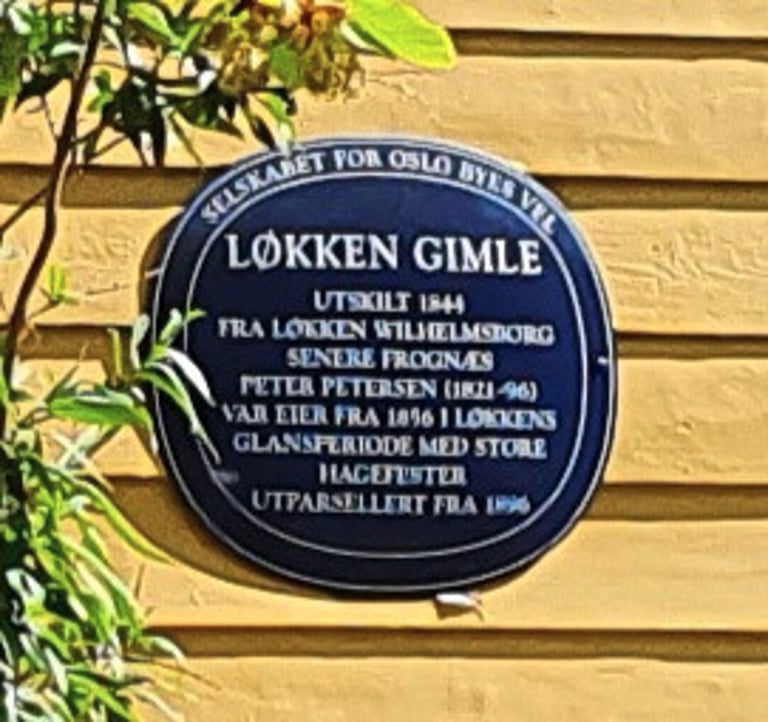 SELSKABET FOR OSLO BYES VEL
LØKKEN GIMLE
UTSKILT 1844
FRA LØKKEN WILHELMSBORG
SENERE FROGNÆS
PETER PETERSEN (1821-96)
VAR EIER FRA I LØKKENS
GLANSPERIODE MED STORE
HAGEFESTER
UTPARSELLERT FRA 1896